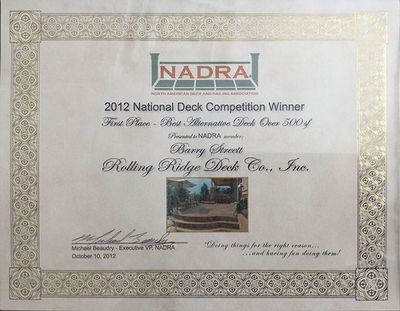 NADRA
NORTH AMERICAN DECK AND RAILING ASSOCIATION
2012 National Deck Competition Winner
First Place - Best Alternative Deck Over 500 sf
Presented to NADRA member:
Barry Streett
Rolling Ridge Deck Co., Inc.
Michael Beaudry - Executive VP, NADRA
October 10, 2012
"Doing things for the right reason...
...and having fun doing them!